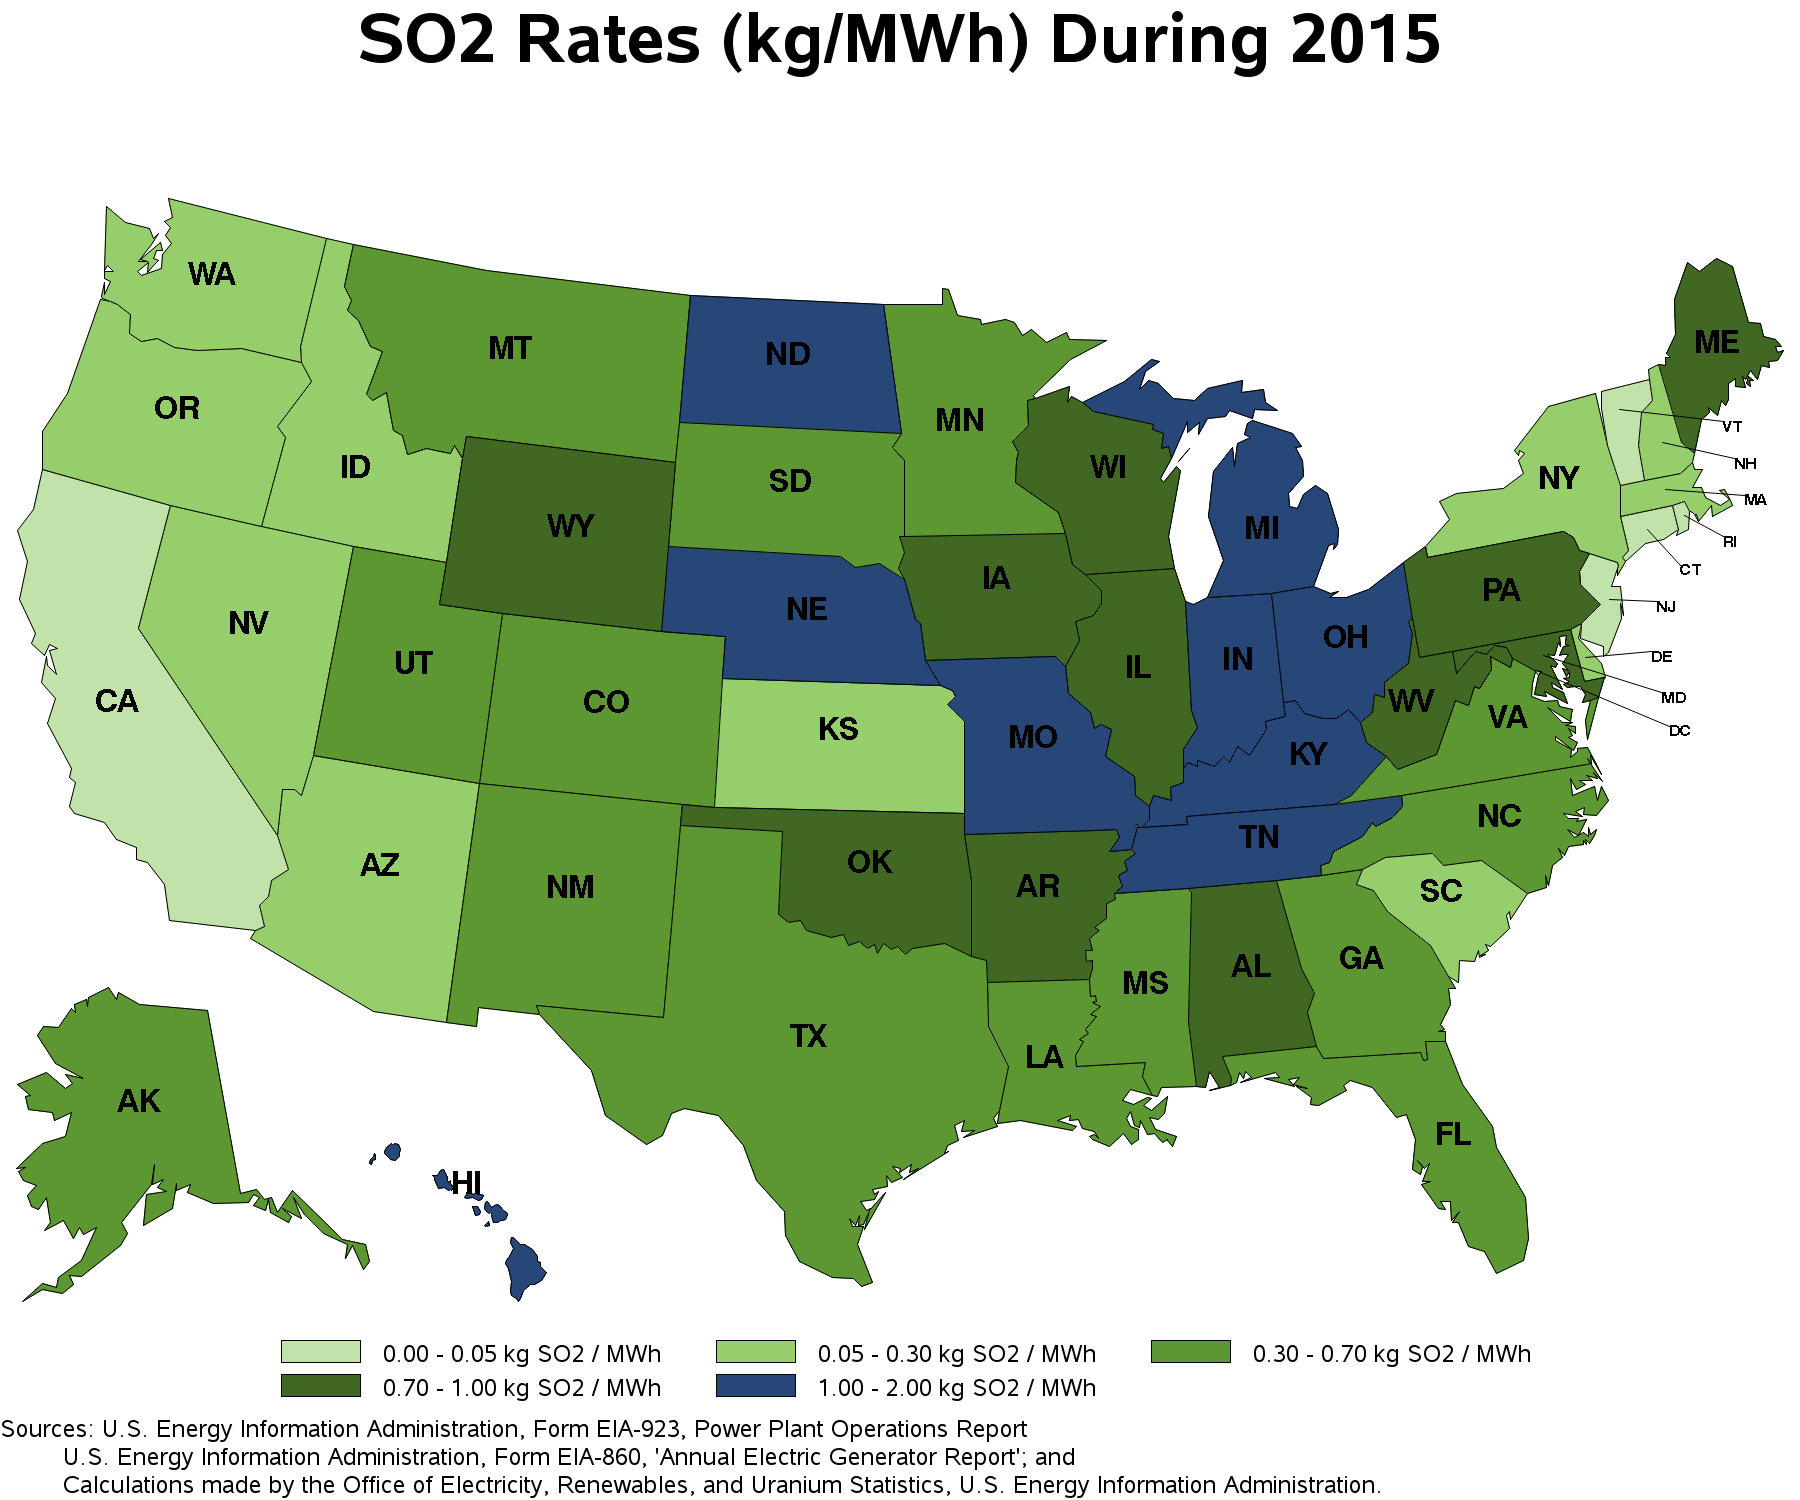 SO2 Rates (kg/MWh) During 2015
WA
MT
ND
ME
OR
MN
VT
ID
SD
WI
NY
NH
MA
WY
MI
RI
CT
IA
PA
NE
NJ
NV
OH
UT
IL
IN
DE
CA
CO
KS
MO
WV
VA
MD
DC
KY
NC
TN
AZ
NM
OK
AR
SC
MS
AL
GA
TX
LA
AK
FL
HI
0.00 - 0.05 kg SO2 / MWh
0.05 - 0.30 kg SO2 / MWh
0.30 - 0.70 kg SO2 / MWh
0.70 - 1.00 kg SO2 / MWh
1.00 - 2.00 kg SO2 / MWh
Sources: U.S. Energy Information Administration, Form EIA-923, Power Plant Operations Report
U.S. Energy Information Administration, Form EIA-860, 'Annual Electric Generator Report'; and
Calculations made by the Office of Electricity, Renewables, and Uranium Statistics, U.S. Energy Information Administration.